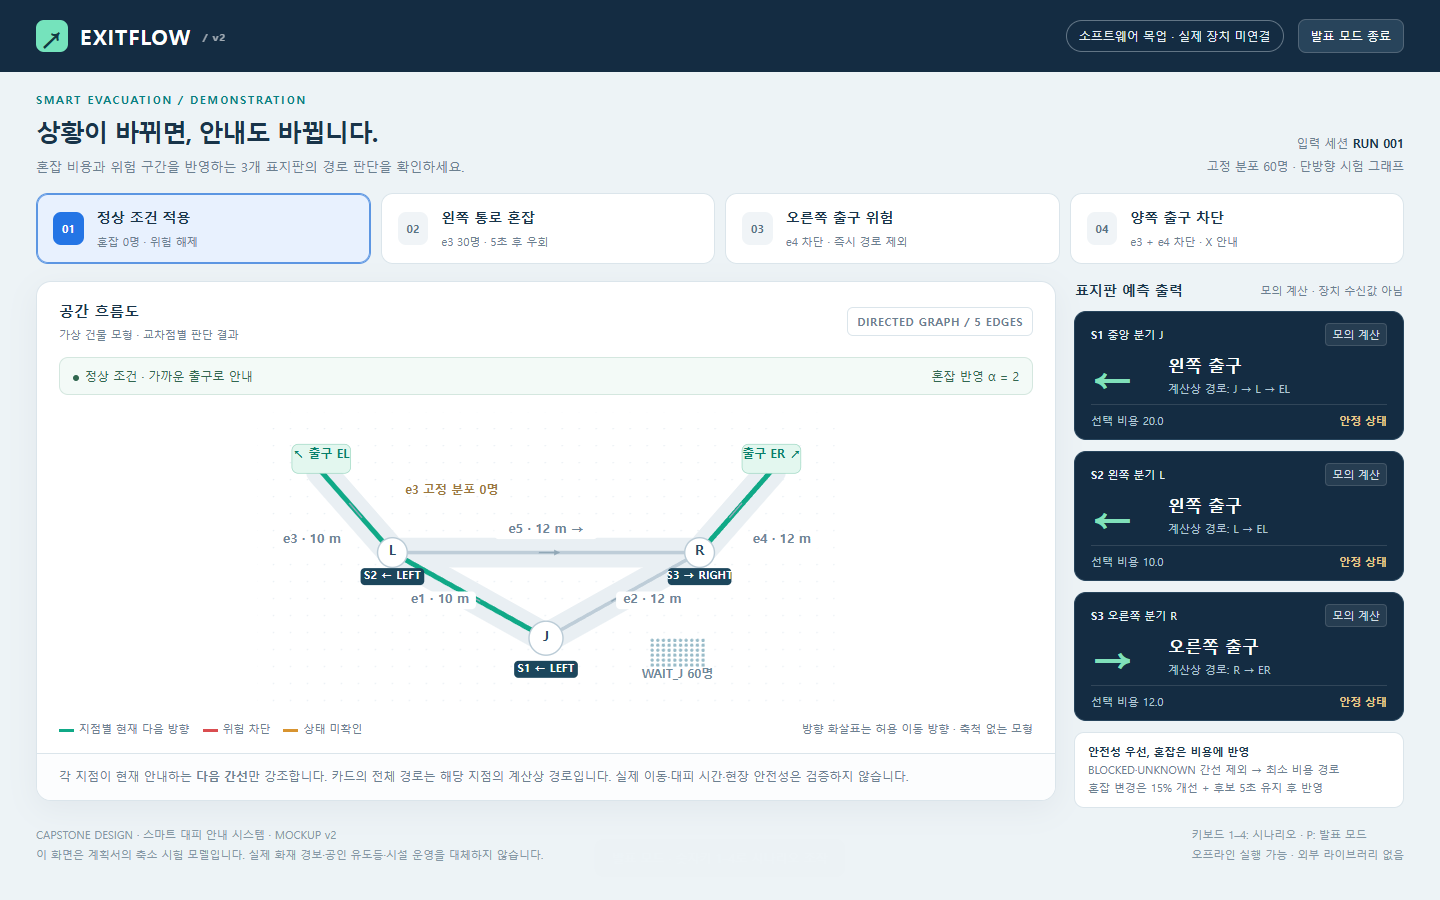 EXITFLOW / v2
소프트웨어 목업 · 실제 장치 미연결
발표 모드 종료
SMART EVACUATION / DEMONSTRATION
상황이 바뀌면, 안내도 바뀝니다.
혼잡 비용과 위험 구간을 반영하는 3개 표지판의 경로 판단을 확인하세요.
입력 세션 RUN 001
고정 분포 60명 · 단방향 시험 그래프
01
정상 조건 적용
혼잡 0명 · 위험 해제
02
왼쪽 통로 혼잡
e3 30명 · 5초 후 우회
03
오른쪽 출구 위험
e4 차단 · 즉시 경로 제외
04
양쪽 출구 차단
e3 + e4 차단 · X 안내
공간 흐름도
가상 건물 모형 · 교차점별 판단 결과
DIRECTED GRAPH / 5 EDGES
● 정상 조건 · 가까운 출구로 안내
혼잡 반영 α = 2
↖ 출구 EL
출구 ER ↗
e3 고정 분포 0명
e5 · 12 m →
e3 · 10 m
e4 · 12 m
L
R
S2 ← LEFT
S3 → RIGHT
e1 · 10 m
e2 · 12 m
J
S1 ← LEFT
WAIT_J 60명
지점별 현재 다음 방향
위험 차단
상태 미확인
방향 화살표는 허용 이동 방향 · 축척 없는 모형
각 지점이 현재 안내하는 다음 간선만 강조합니다. 카드의 전체 경로는 해당 지점의 계산상 경로입니다. 실제 이동·대피 시간·현장 안전성은 검증하지 않습니다.
표지판 예측 출력
모의 계산 · 장치 수신값 아님
S1 중앙 분기 J
모의 계산
←
왼쪽 출구
계산상 경로: J → L → EL
선택 비용 20.0
안정 상태
S2 왼쪽 분기 L
모의 계산
←
왼쪽 출구
계산상 경로: L → EL
선택 비용 10.0
안정 상태
S3 오른쪽 분기 R
모의 계산
→
오른쪽 출구
계산상 경로: R → ER
선택 비용 12.0
안정 상태
안전성 우선, 혼잡은 비용에 반영
BLOCKED·UNKNOWN 간선 제외 → 최소 비용 경로
혼잡 변경은 15% 개선 + 후보 5초 유지 후 반영
CAPSTONE DESIGN · 스마트 대피 안내 시스템 · MOCKUP v2
이 화면은 계획서의 축소 시험 모델입니다. 실제 화재 경보·공인 유도등·시설 운영을 대체하지 않습니다.
키보드 1–4: 시나리오 · P: 발표 모드
오프라인 실행 가능 · 외부 라이브러리 없음